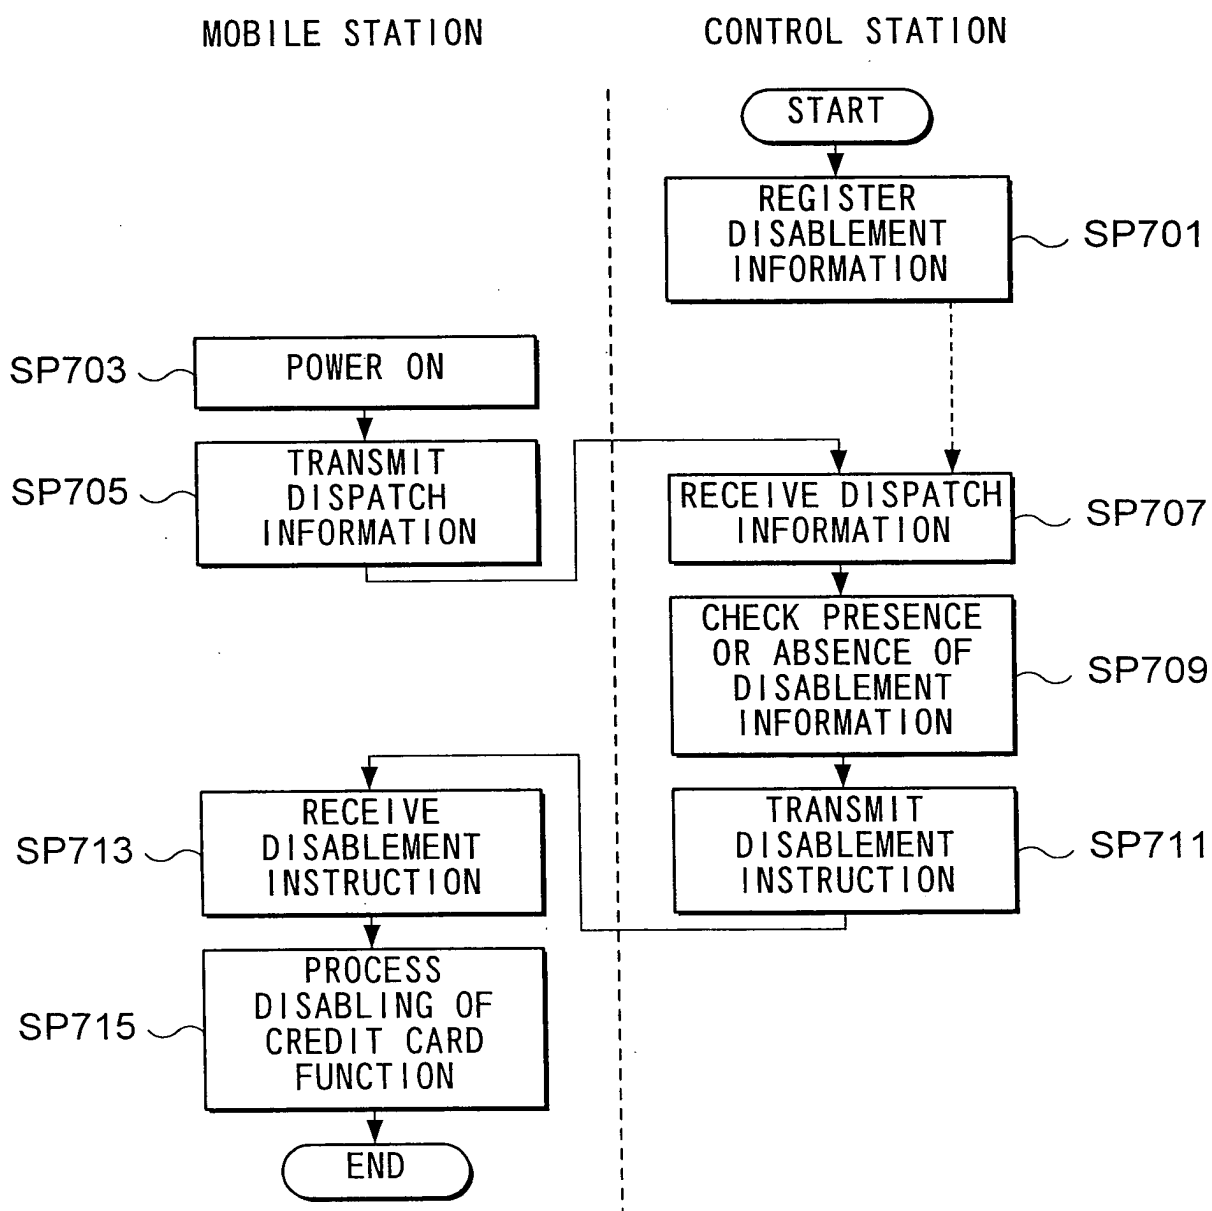 MOBILE STATION
CONTROL STATION
START
REGISTER
DISABLEMENT
INFORMATION
SP701
SP703
POWER ON
SP705
TRANSMIT
DISPATCH
INFORMATION
RECEIVE DISPATCH
INFORMATION
SP707
CHECK PRESENCE
OR ABSENCE OF
DISABLEMENT
INFORMATION
SP709
TRANSMIT
DISABLEMENT
INSTRUCTION
SP711
SP713
RECEIVE
DISABLEMENT
INSTRUCTION
SP715
PROCESS
DISABLING OF
CREDIT CARD
FUNCTION
END